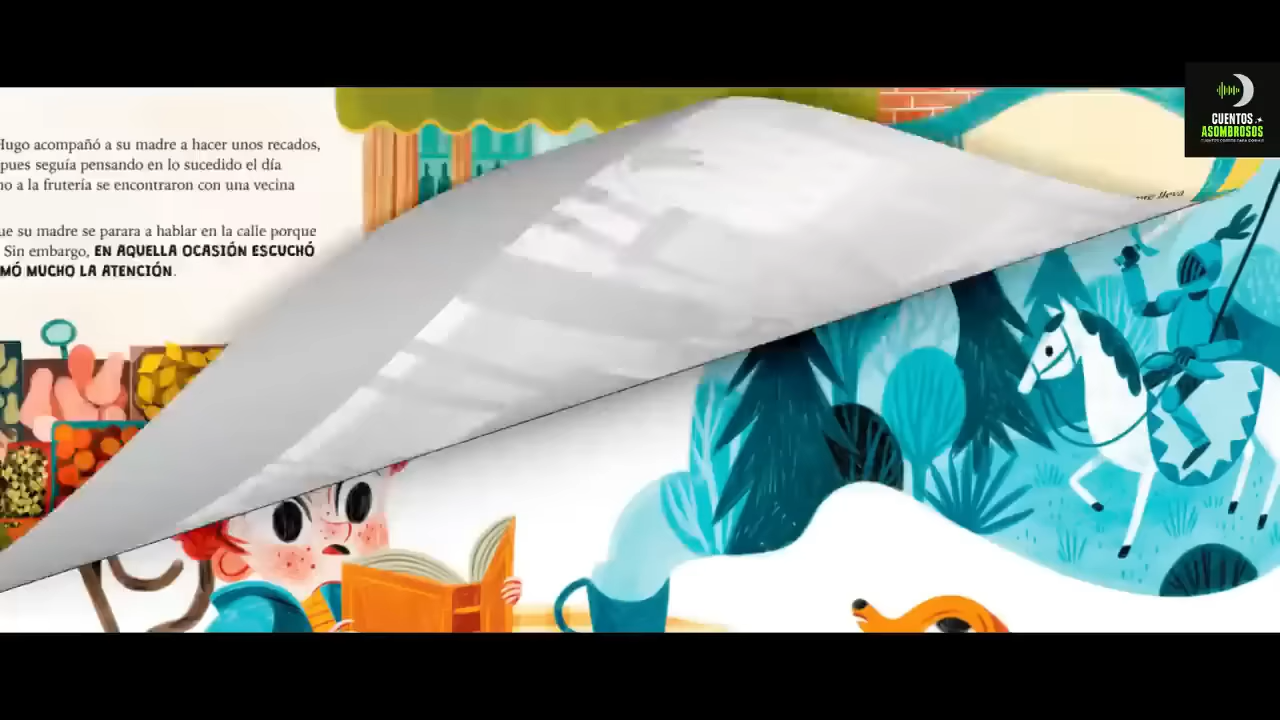 Hugo acompañó a su madre a hacer unos recados,
pues seguía pensando en lo sucedido el día
a la frutería se encontraron con una vecina
su madre se parara a hablar en la calle porque
Sin embargo, EN AQUELLA OCASIÓN ESCUCHÓ
MÓ MUCHO LA ATENCIÓN.
lleva
CUENTOS
ASOMBROSOS